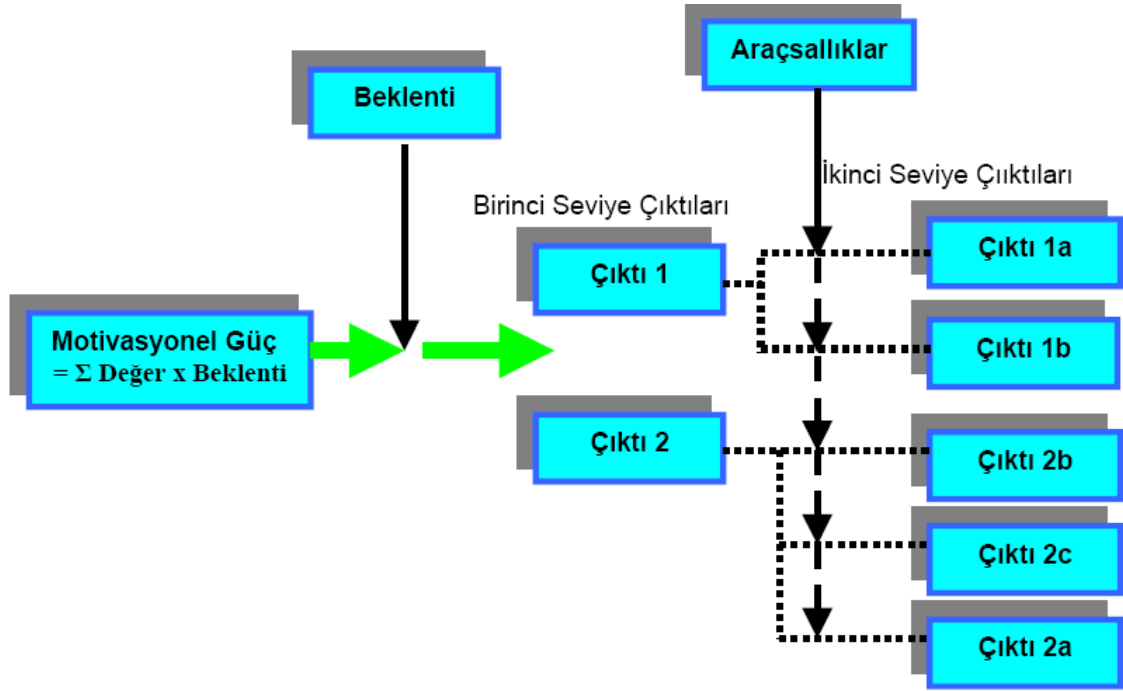 Araçsallıklar
Beklenti
İkinci Seviye Çııktıları
Birinci Seviye Çıktıları
Çıktı 1
Çıktı 1a
Motivasyonel Güç
= Σ Değer x Beklenti
Çıktı 1b
Çıktı 2
Çıktı 2b
Çıktı 2c
Çıktı 2a